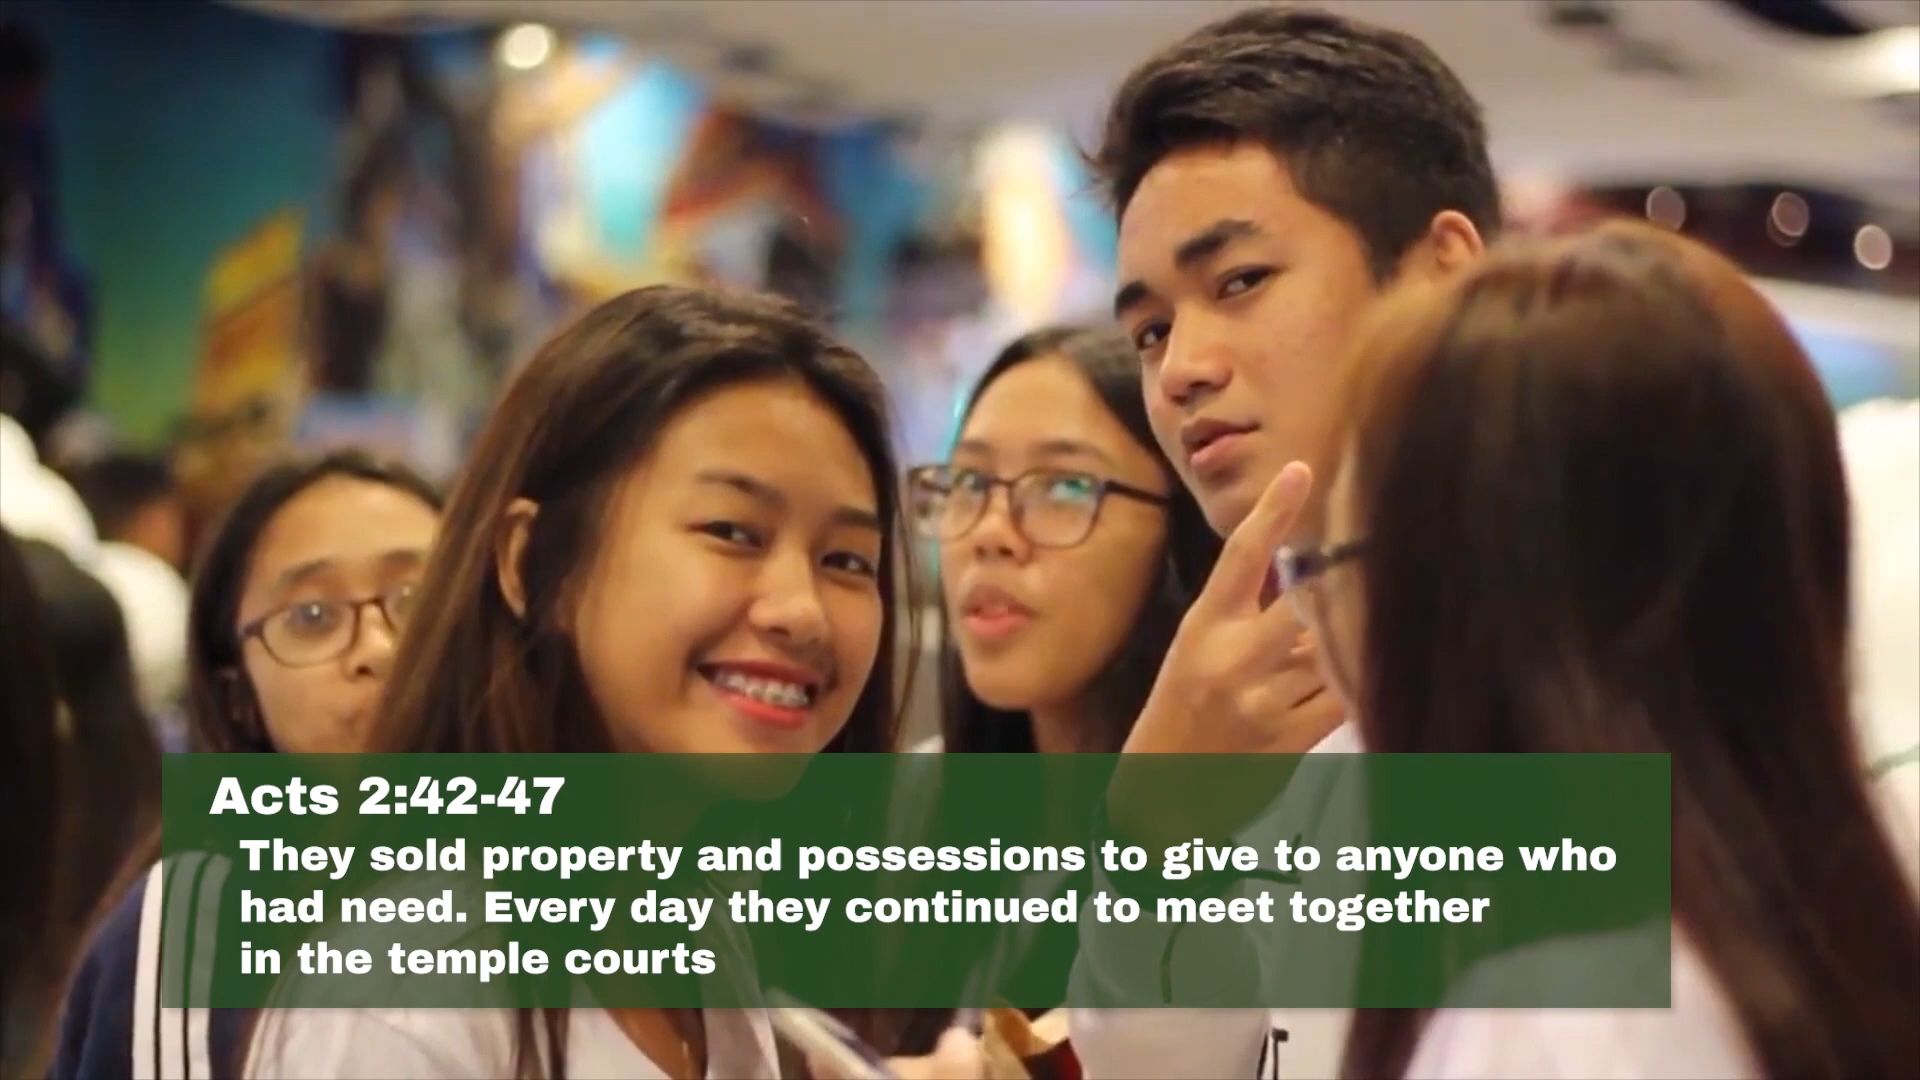 Acts 2:42-47
They sold property and possessions to give to anyone who
had need. Every day they continued to meet together
in the temple courts